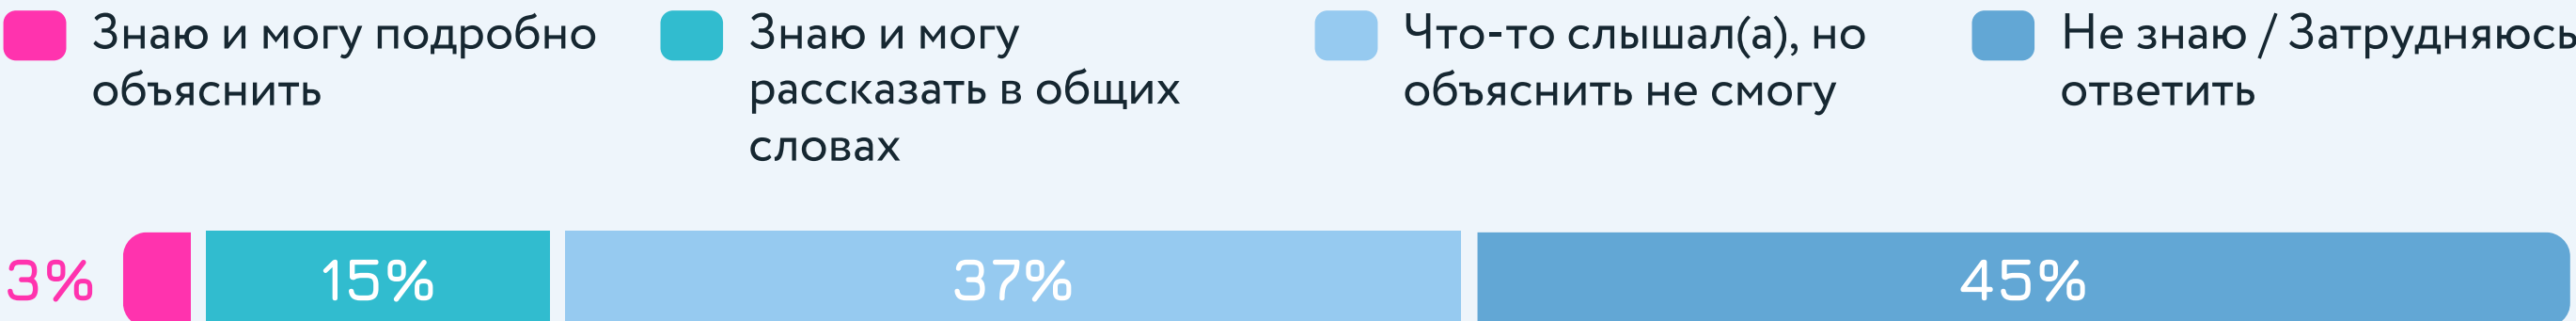 Знаю и могу подробно
объяснить
Знаю и могу
рассказать в общих
словах
Что-то слышал(а), но
объяснить не смогу
Не знаю / Затрудняюсь
ответить
3%
15%
37%
45%